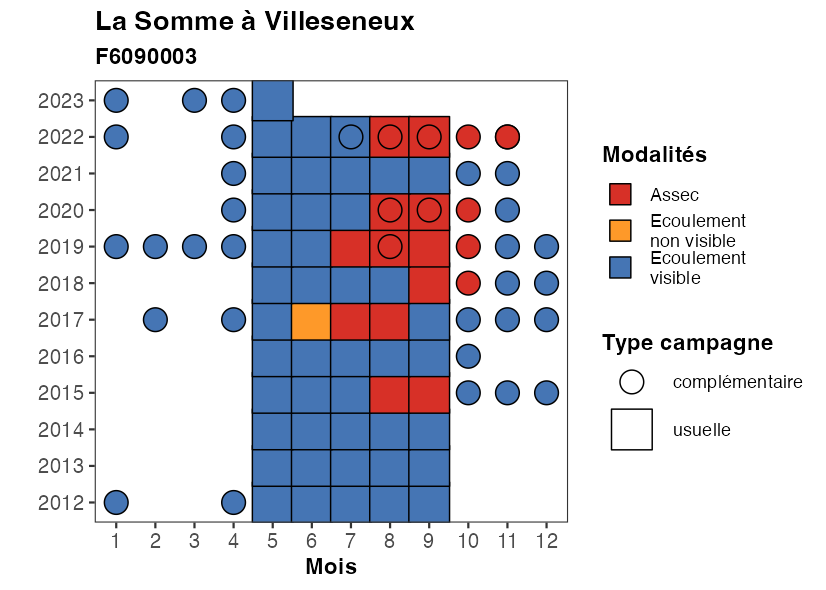 La Somme à Villeseneux
F6090003
2023
2022
2021
2020
2019
2018
2017
2016
2015
2014
2013
2012
1 2 3 4 5 6 7 8 9 10 11 12
Mois
Modalités
Assec
Ecoulement
non visible
Ecoulement
visible
Type campagne
complémentaire
usuelle